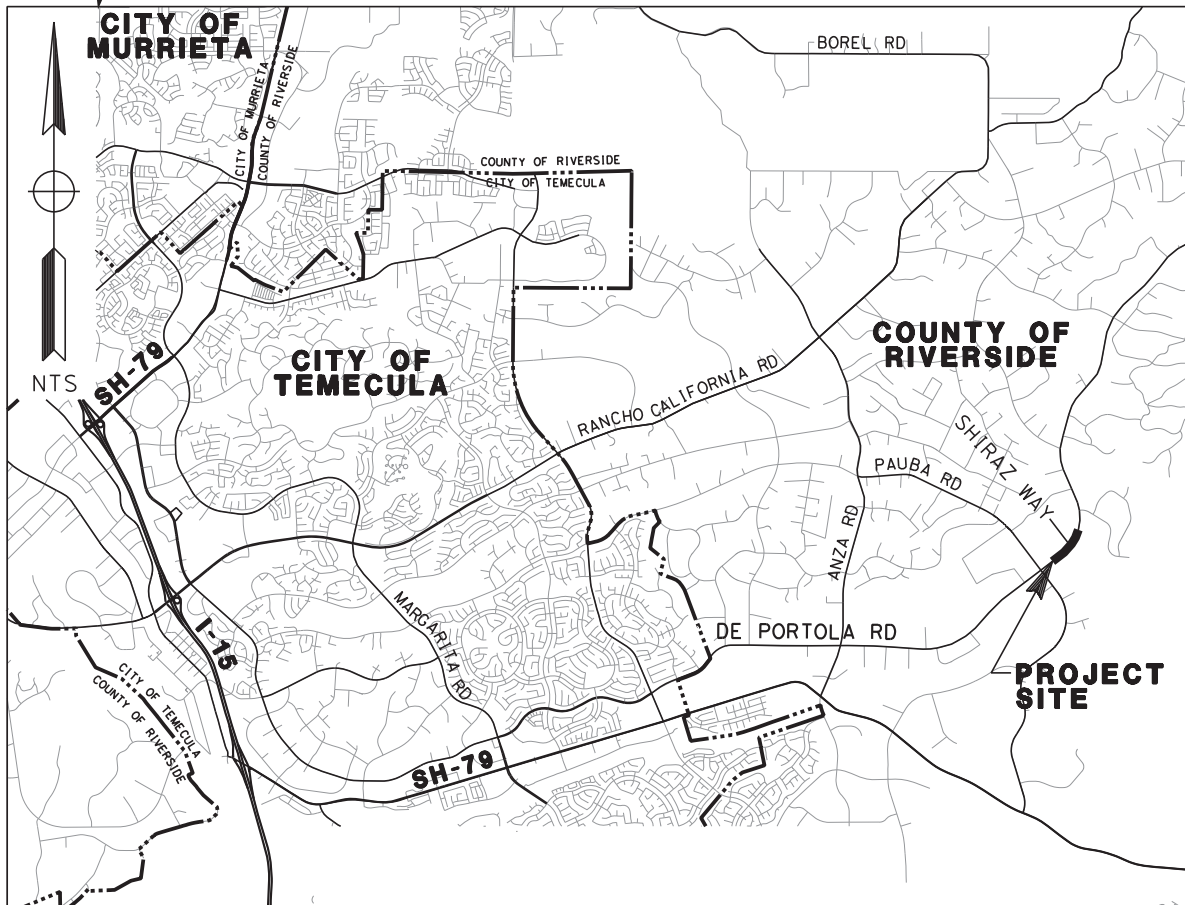 CITY OF
MURRIETA
BOREL RD
CITY OF MURRIETA
COUNTY OF RIVERSIDE
COUNTY OF RIVERSIDE
CITY OF TEMECULA
COUNTY OF
RIVERSIDE
CITY OF
TEMECULA
SH-79
NTS
RANCHO CALIFORNIA RD
SHIRAZ WAY
PAUBA RD
ANZA RD
MARGARITA RD
I-15
DE PORTOLA RD
CITY OF TEMECULA
COUNTY OF RIVERSIDE
PROJECT
SITE
SH-79